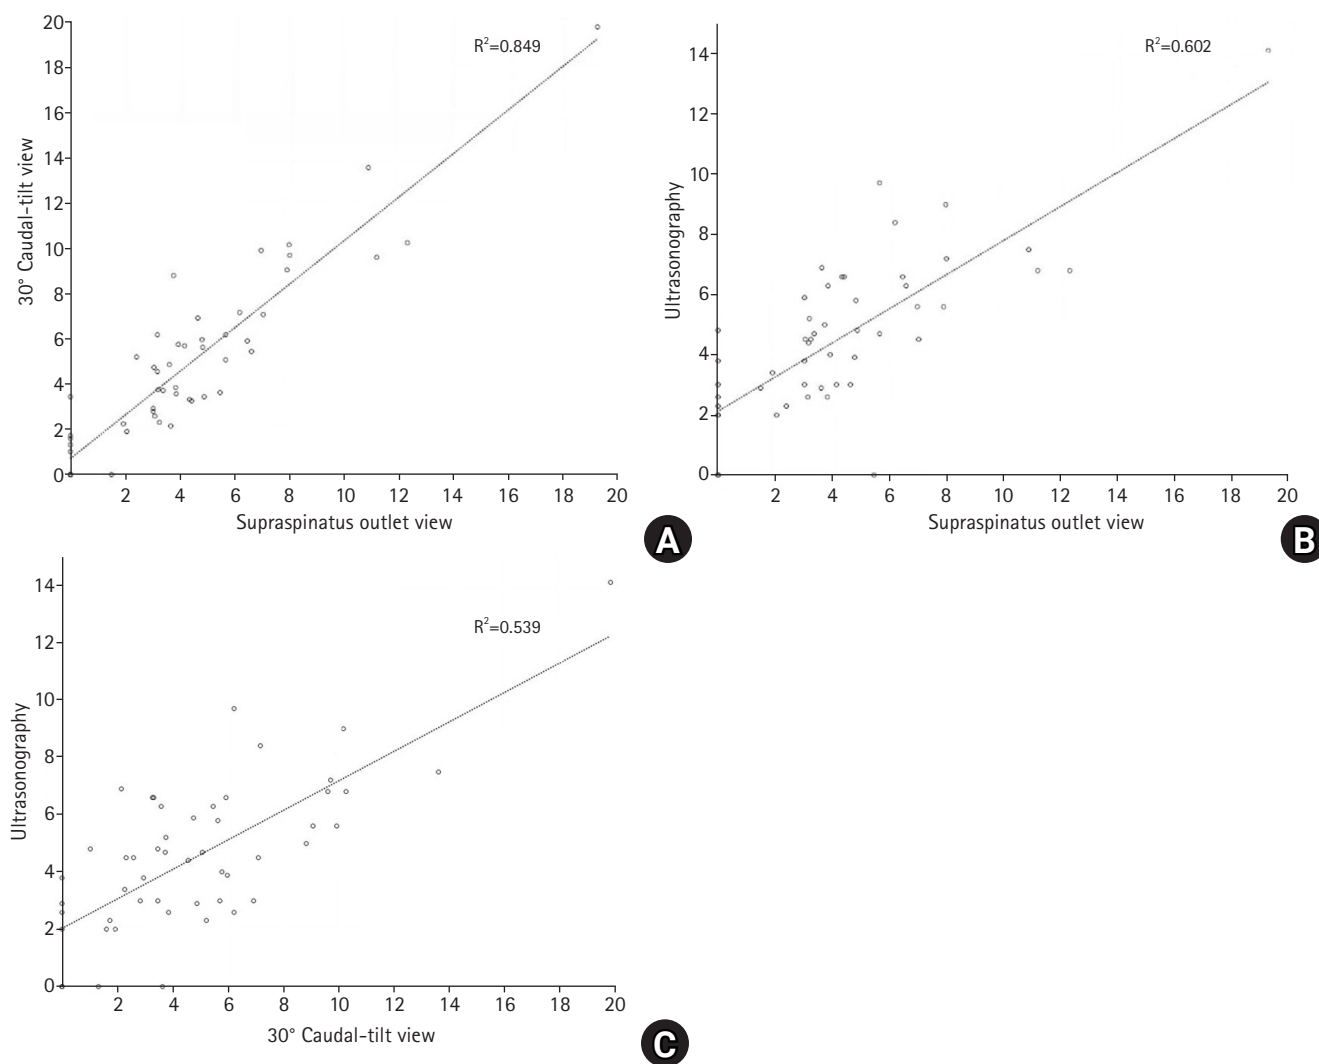 20
18
16
14
12
10
8
6
4
2
0
30° Caudal-tilt view
R²=0.849
2 4 6 8 10 12 14 16 18 20
Supraspinatus outlet view
A
14
12
10
8
6
4
2
0
Ultrasonography
R²=0.602
2 4 6 8 10 12 14 16 18 20
Supraspinatus outlet view
B
14
12
10
8
6
4
2
0
Ultrasonography
R²=0.539
2 4 6 8 10 12 14 16 18 20
30° Caudal-tilt view
C